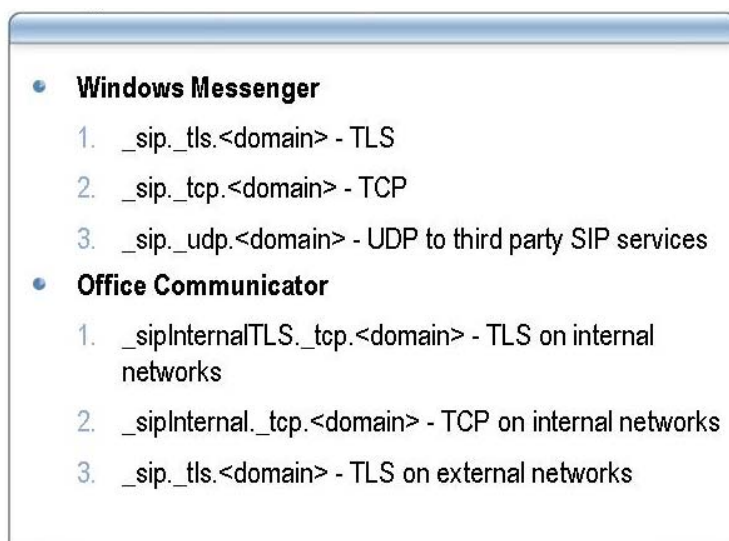 Windows Messenger
1. _sip._tls.<domain> - TLS
2. _sip._tcp.<domain> - TCP
3. _sip._udp.<domain> - UDP to third party SIP services
Office Communicator
1. _sipInternalTLS._tcp.<domain> - TLS on internal
networks
2. _sipInternal._tcp.<domain> - TCP on internal networks
3. _sip._tls.<domain> - TLS on external networks